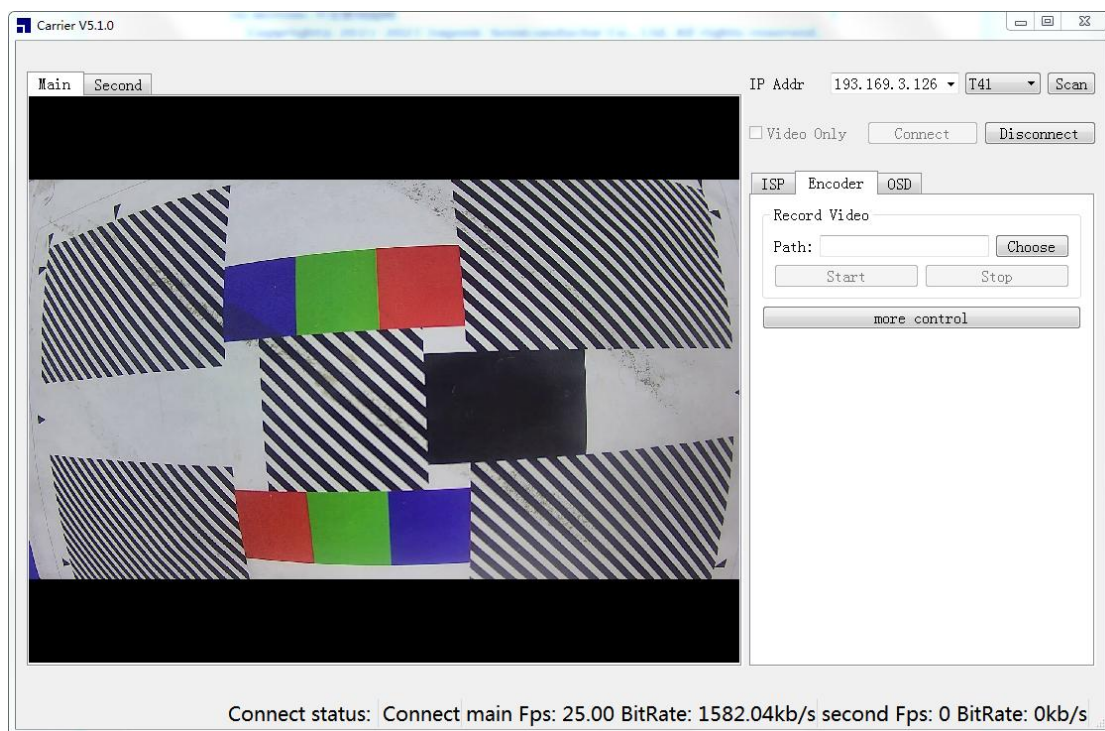 Carrier V5.1.0
Main Second
IP Addr 193.169.3.126 T41 Scan
Video Only Connect Disconnect
ISP Encoder OSD
Record Video
Path: Choose
Start Stop
more control
Connect status: Connect main Fps: 25.00 BitRate: 1582.04kb/s second Fps: 0 BitRate: 0kb/s